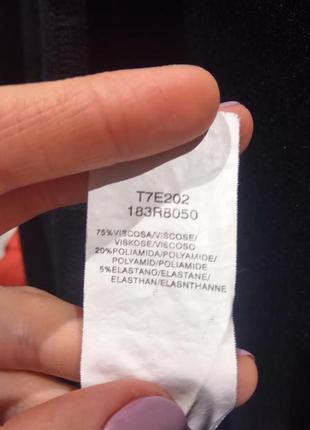 T7E202
183R8050
75%VISCOSA/VISCOSE/
VISKOSE/VISCOSO
20%POLIAMIDA/POLYAMIDE/
POLYAMID/POLIAMIDE
5%ELASTANO/ELASTANE/
ELASTHAN/ELASNTHANNE